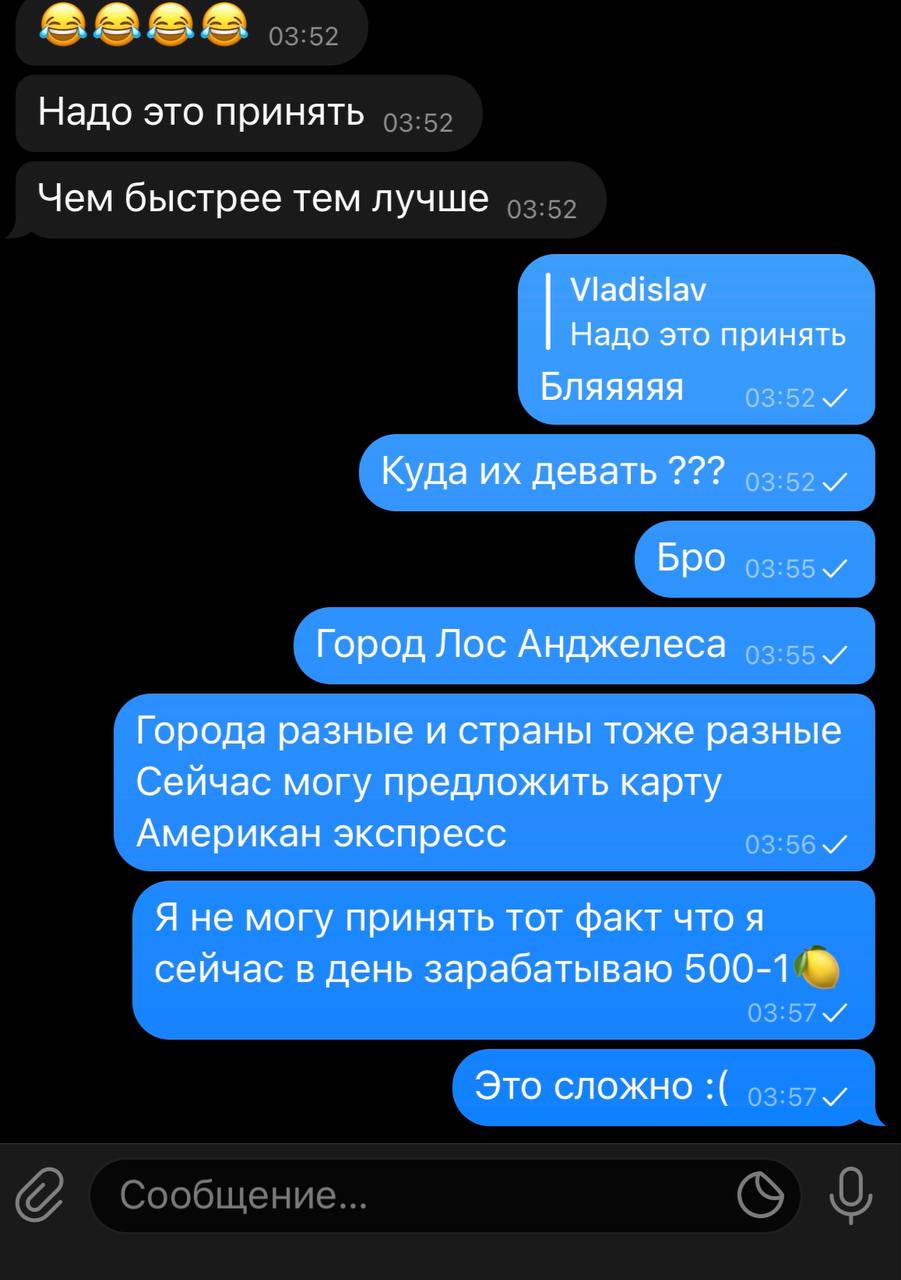 😂😂😂😂 03:52
Надо это принять 03:52
Чем быстрее тем лучше 03:52
Vladislav
Надо это принять
Бляяяяя 03:52
Куда их девать ??? 03:52
Бро 03:55
Город Лос Анджелеса 03:55
Города разные и страны тоже разные
Сейчас могу предложить карту
Американ экспресс 03:56
Я не могу принять тот факт что я
сейчас в день зарабатываю 500-1🍋
03:57
Это сложно :( 03:57
Сообщение...